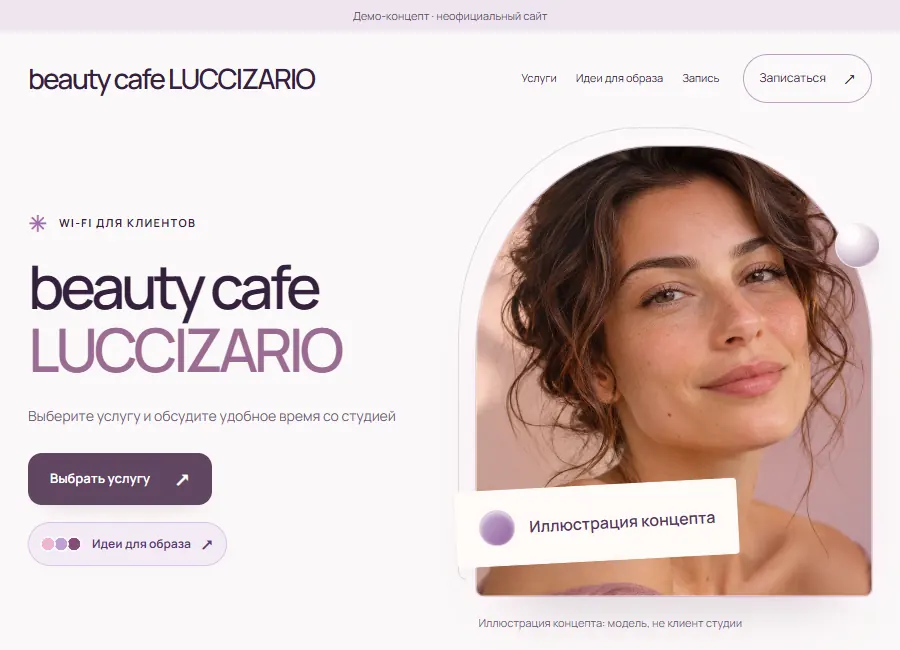 Демо-концепт · неофициальный сайт
beauty cafe LUCCIZARIO
Услуги
Идеи для образа
Запись
Записаться ↗
WI-FI ДЛЯ КЛИЕНТОВ
beauty cafe
LUCCIZARIO
Выберите услугу и обсудите удобное время со студией
Выбрать услугу ↗
Идеи для образа ↗
Иллюстрация концепта
Иллюстрация концепта: модель, не клиент студии